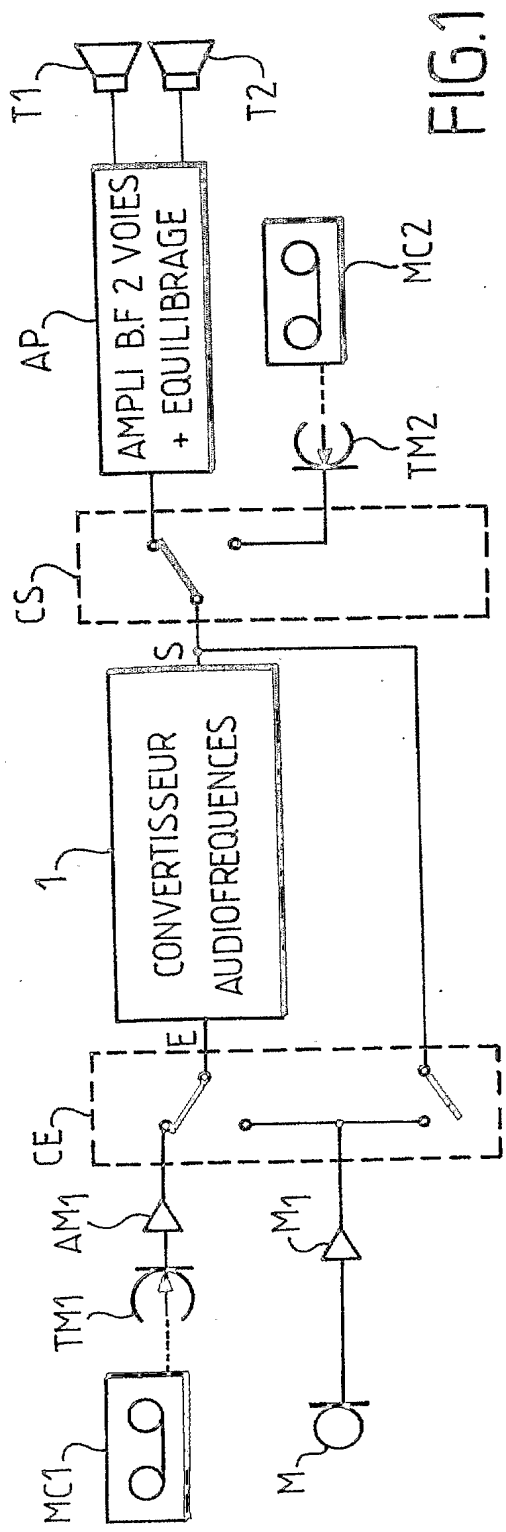 MC1
TM1
AM1
CE
E
1
CONVERTISSEUR
AUDIOFREQUENCES
S
CS
AP
AMPLI B.F 2 VOIES
+ EQUILIBRAGE
T1
T2
M
M1
TM2
MC2
FIG.1